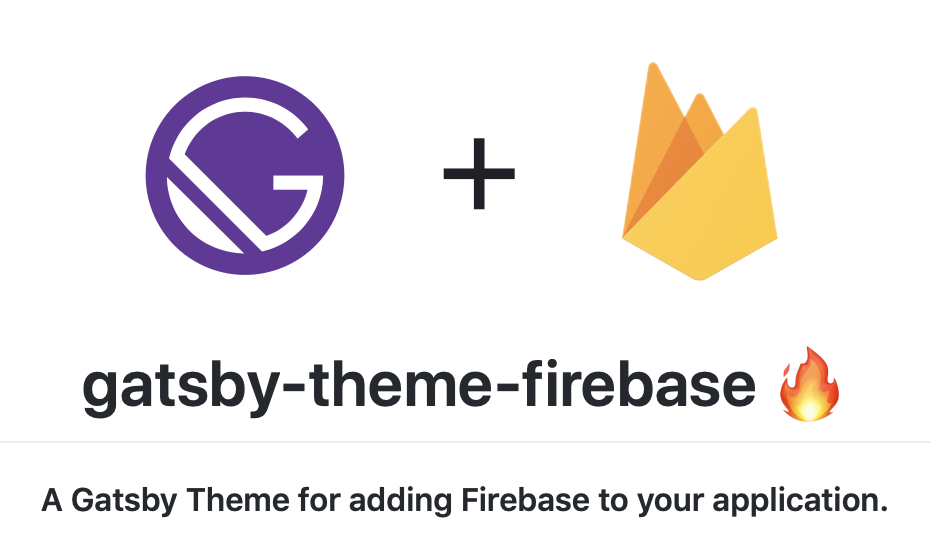 gatsby-theme-firebase 🔥
A Gatsby Theme for adding Firebase to your application.